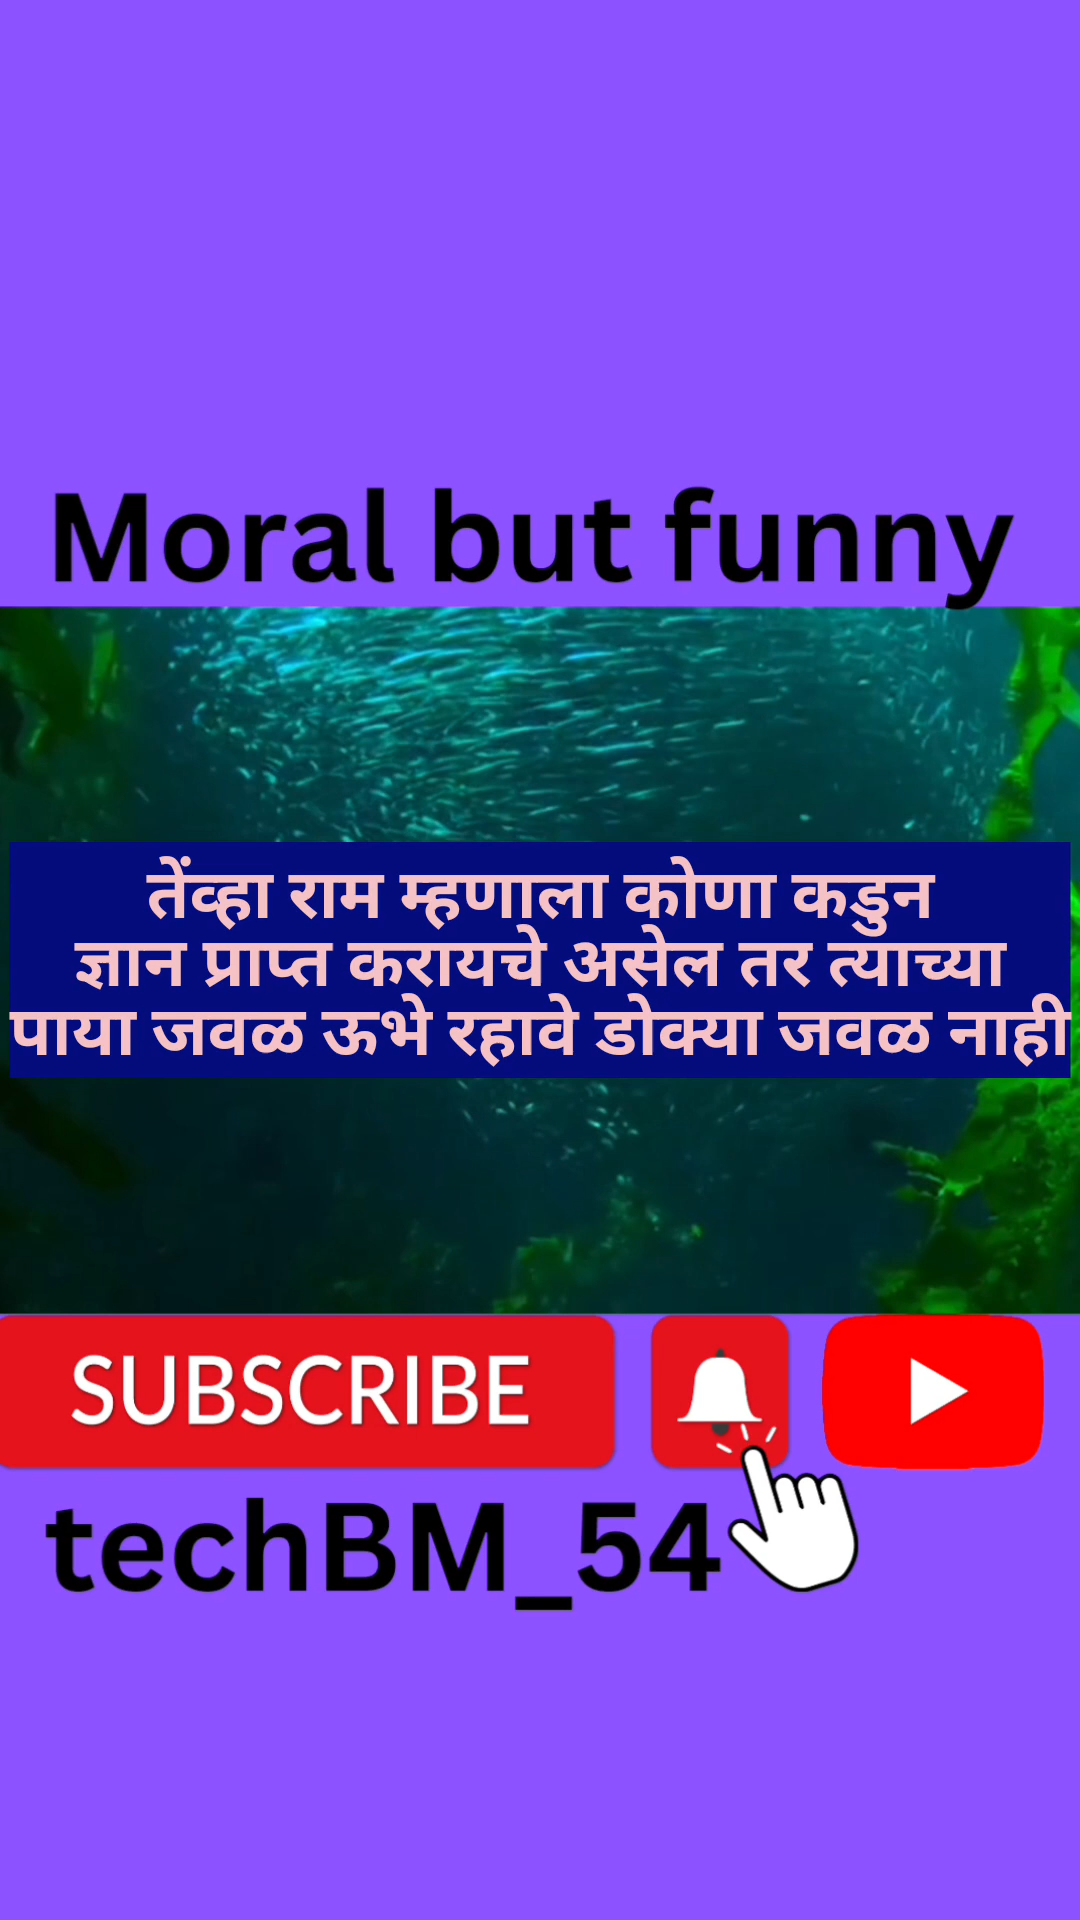 Moral but funny
तेंव्हा राम म्हणाला कोणा कडुन
ज्ञान प्राप्त करायचे असेल तर त्याच्या
पाया जवळ ऊभे रहावे डोक्या जवळ नाही
SUBSCRIBE
techBM_54